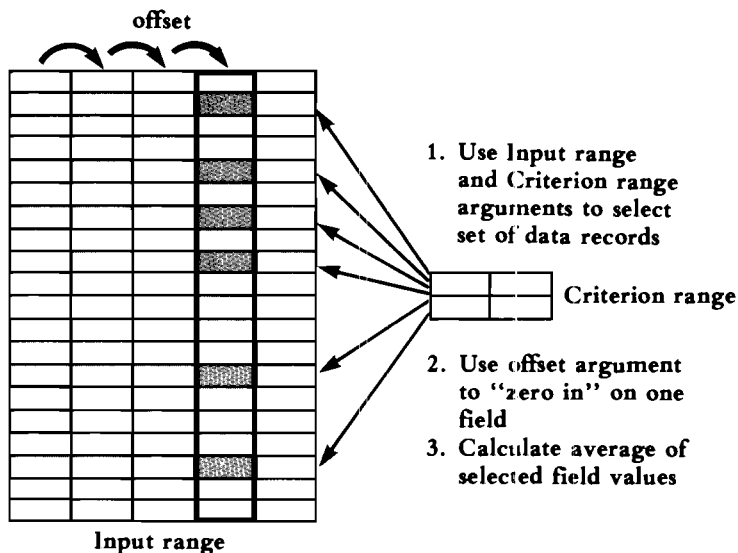 offset
1. Use Input range
and Criterion range
arguments to select
set of data records
Criterion range
2. Use offset argument
to “zero in” on one
field
3. Calculate average of
selected field values
Input range